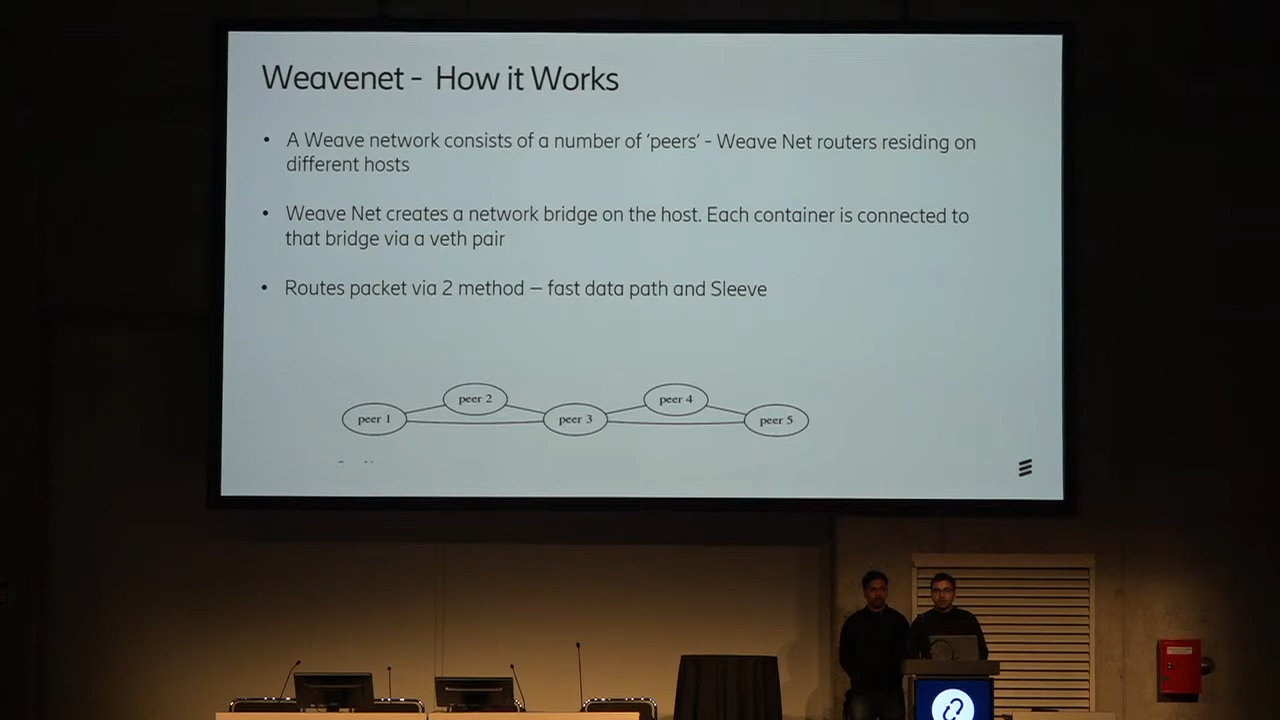 Weavenet - How it Works
• A Weave network consists of a number of ‘peers’ - Weave Net routers residing on
different hosts
• Weave Net creates a network bridge on the host. Each container is connected to
that bridge via a veth pair
• Routes packet via 2 method – fast data path and Sleeve
peer 2
peer 4
peer 1
peer 3
peer 5